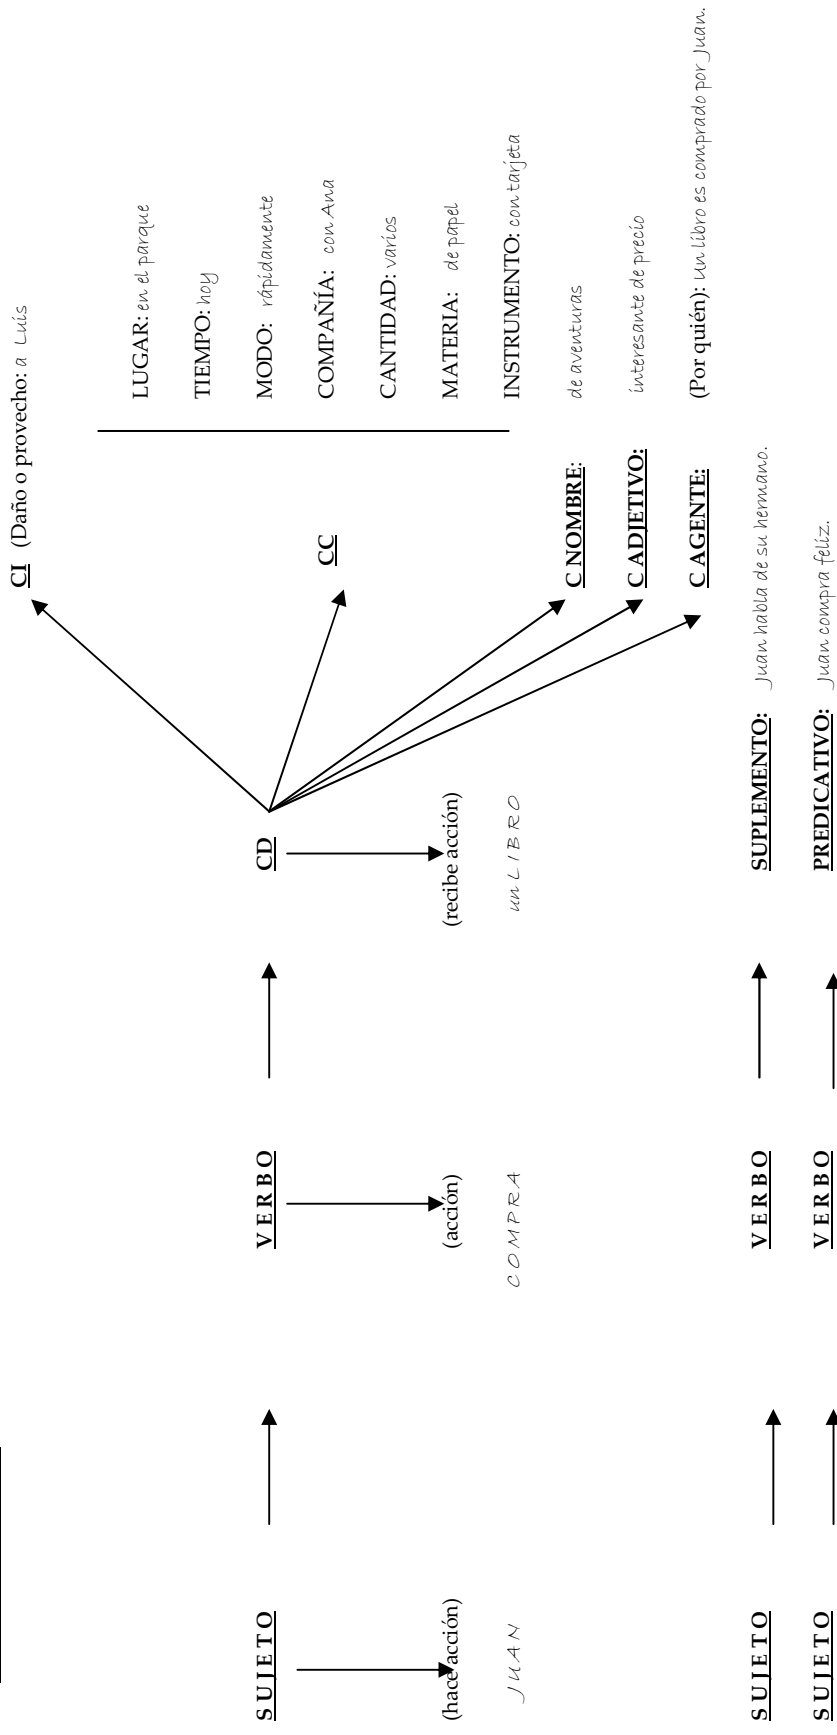 CI (Daño o provecho: a Luis
LUGAR: en el parque
TIEMPO: hoy
SUJETO VERBO CD MODO: rápidamente
CC COMPAÑÍA: con Ana
CANTIDAD: varios
(hace acción) (acción) (recibe acción) MATERIA: de papel
JUAN COMPRA un LIBRO INSTRUMENTO: con tarjeta
C NOMBRE: de aventuras
C ADJETIVO: interesante de precio
C AGENTE: (Por quién): Un libro es comprado por Juan.
SUJETO VERBO SUPLEMENTO: Juan habla de su hermano.
SUJETO VERBO PREDICATIVO: Juan compra feliz.